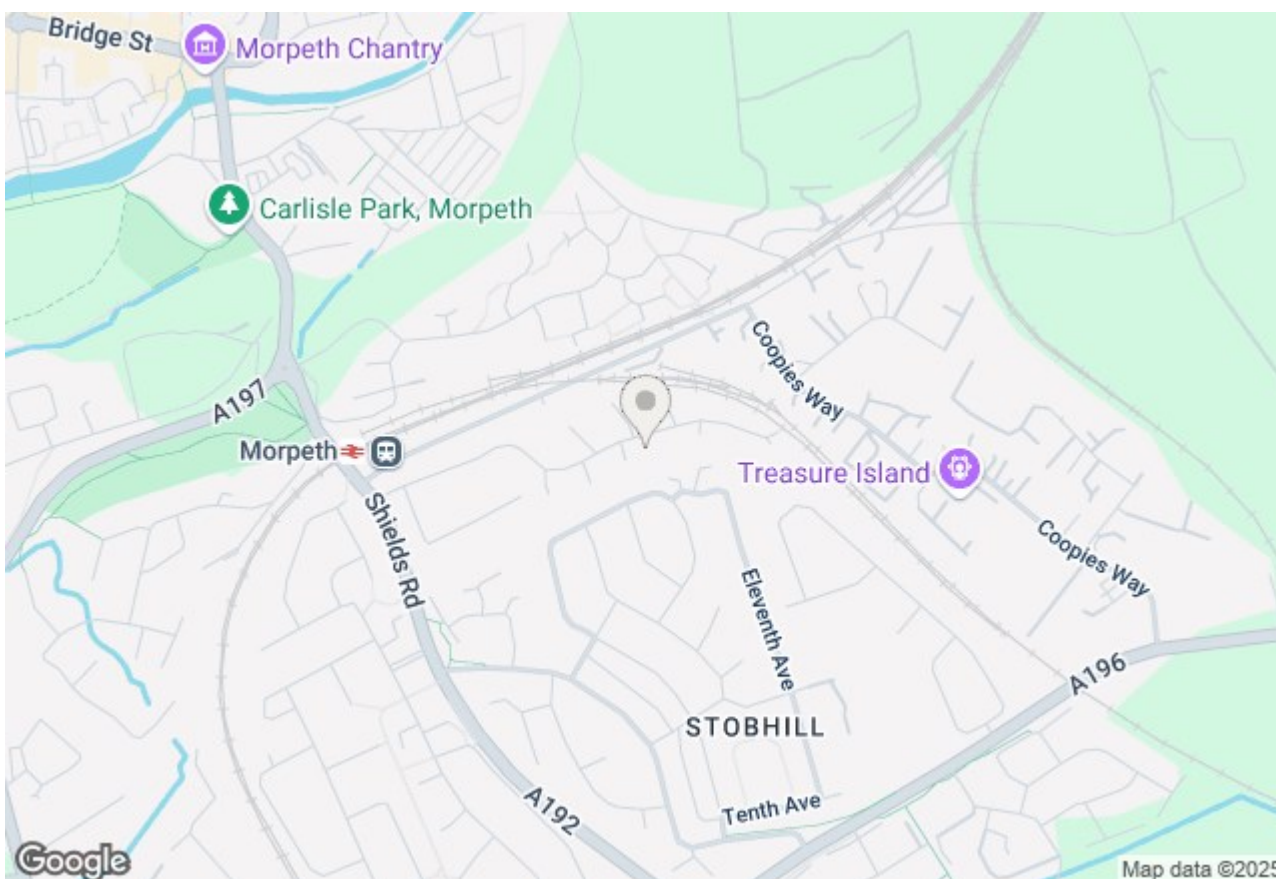 Bridge St
Morpeth Chantry
Carlisle Park, Morpeth
Coopies Way
A197
Morpeth
Treasure Island
Shields Rd
Coopies Way
Eleventh Ave
A196
STOBHILL
Tenth Ave
A192
Google
Map data ©2025